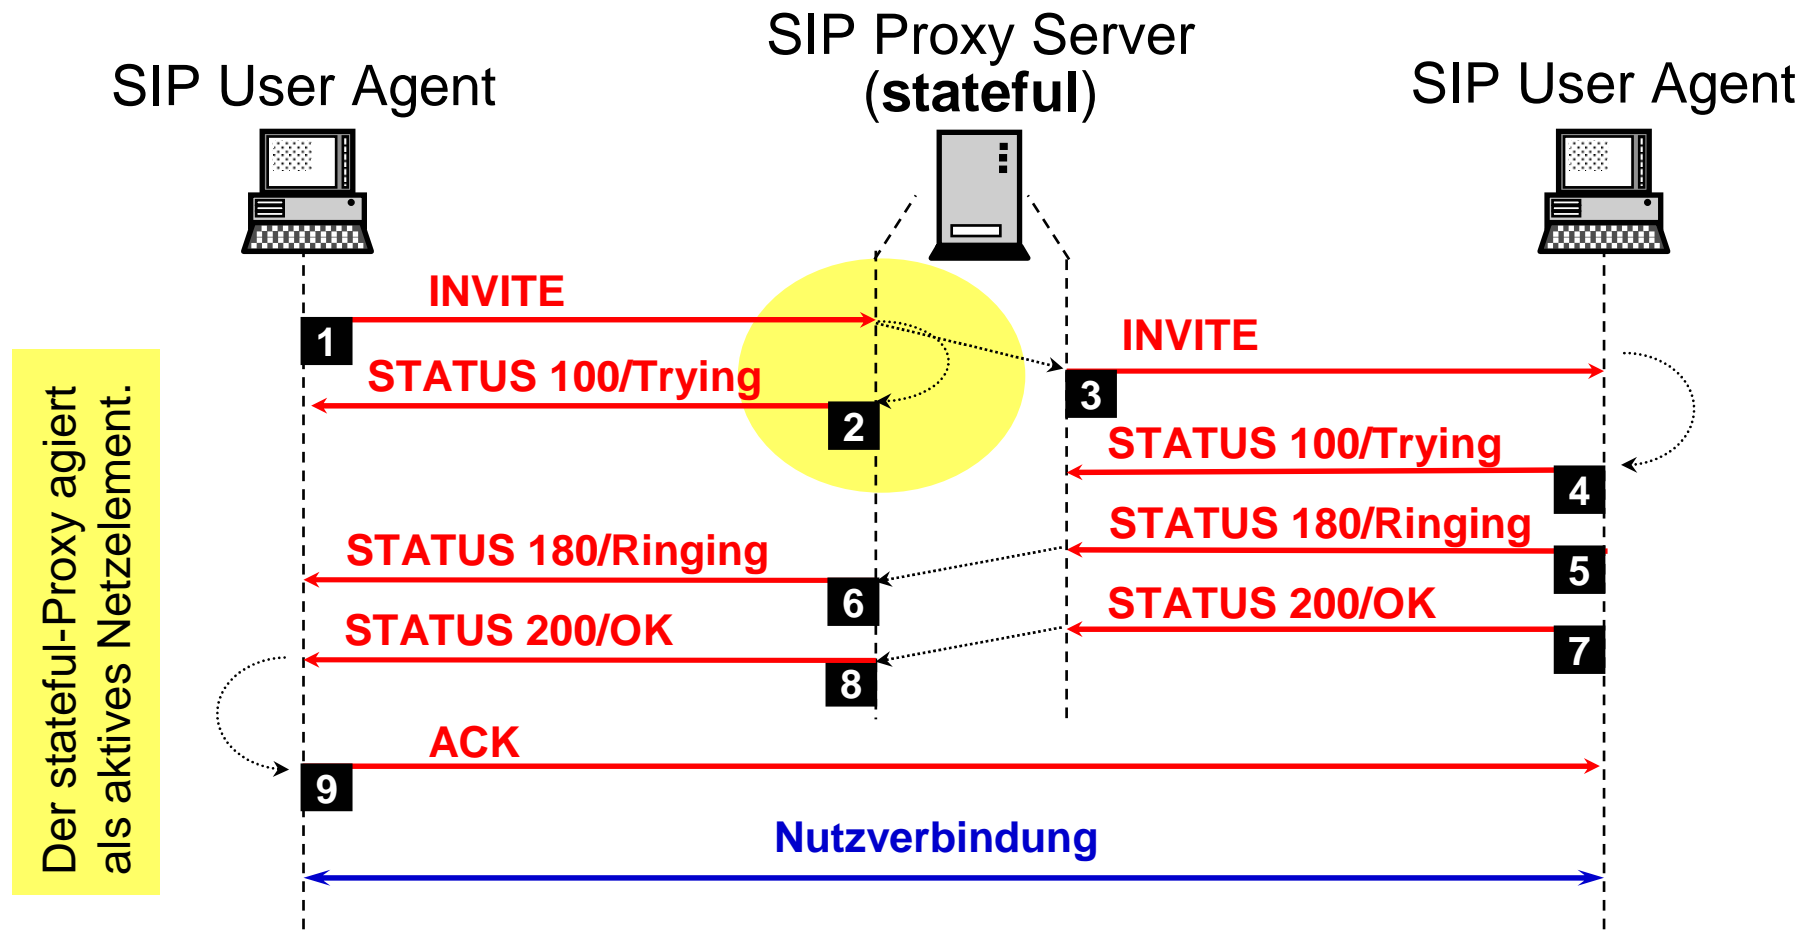 SIP Proxy Server
(stateful)
SIP User Agent
SIP User Agent
INVITE
1
INVITE
3
STATUS 100/Trying
2
STATUS 100/Trying
4
STATUS 180/Ringing
5
STATUS 180/Ringing
6
STATUS 200/OK
7
STATUS 200/OK
8
ACK
9
Nutzverbindung
Der stateful-Proxy agiert
als aktives Netzelement.